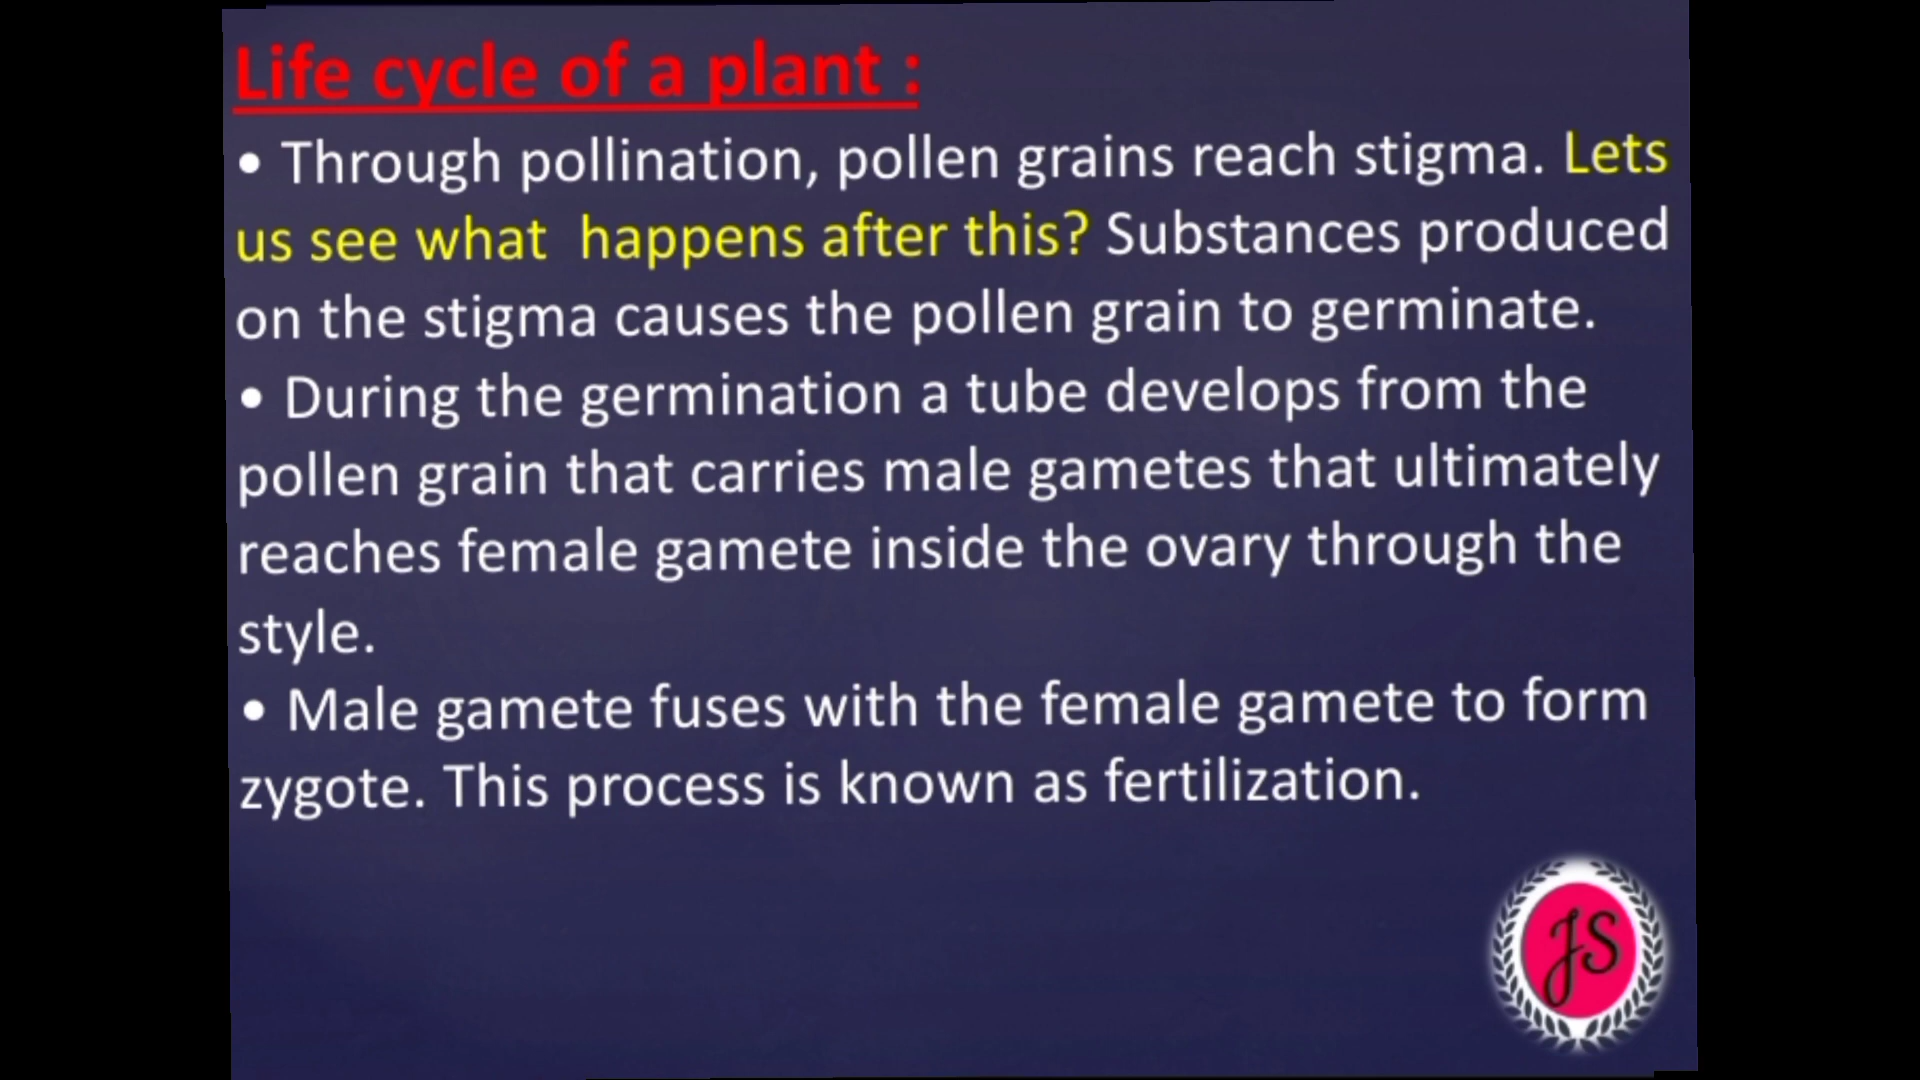 Life cycle of a plant :
• Through pollination, pollen grains reach stigma. Lets
us see what happens after this? Substances produced
on the stigma causes the pollen grain to germinate.
• During the germination a tube develops from the
pollen grain that carries male gametes that ultimately
reaches female gamete inside the ovary through the
style.
• Male gamete fuses with the female gamete to form
zygote. This process is known as fertilization.
JS